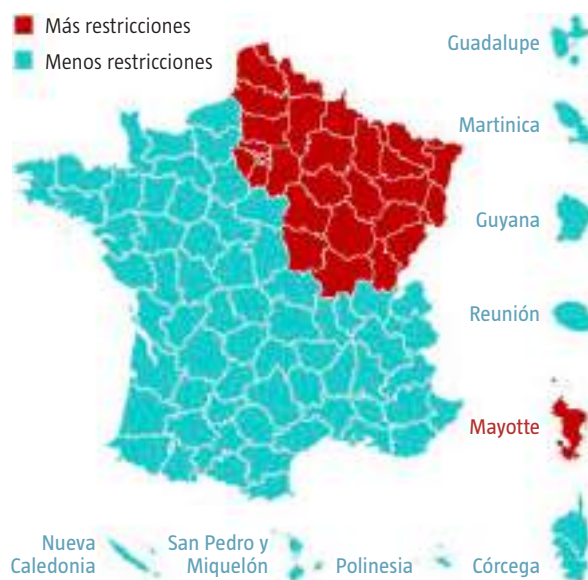 Más restricciones
Menos restricciones
Guadalupe
Martinica
Guyana
Reunión
Mayotte
Nueva
Caledonia
San Pedro y
Miquelón
Polinesia
Córcega